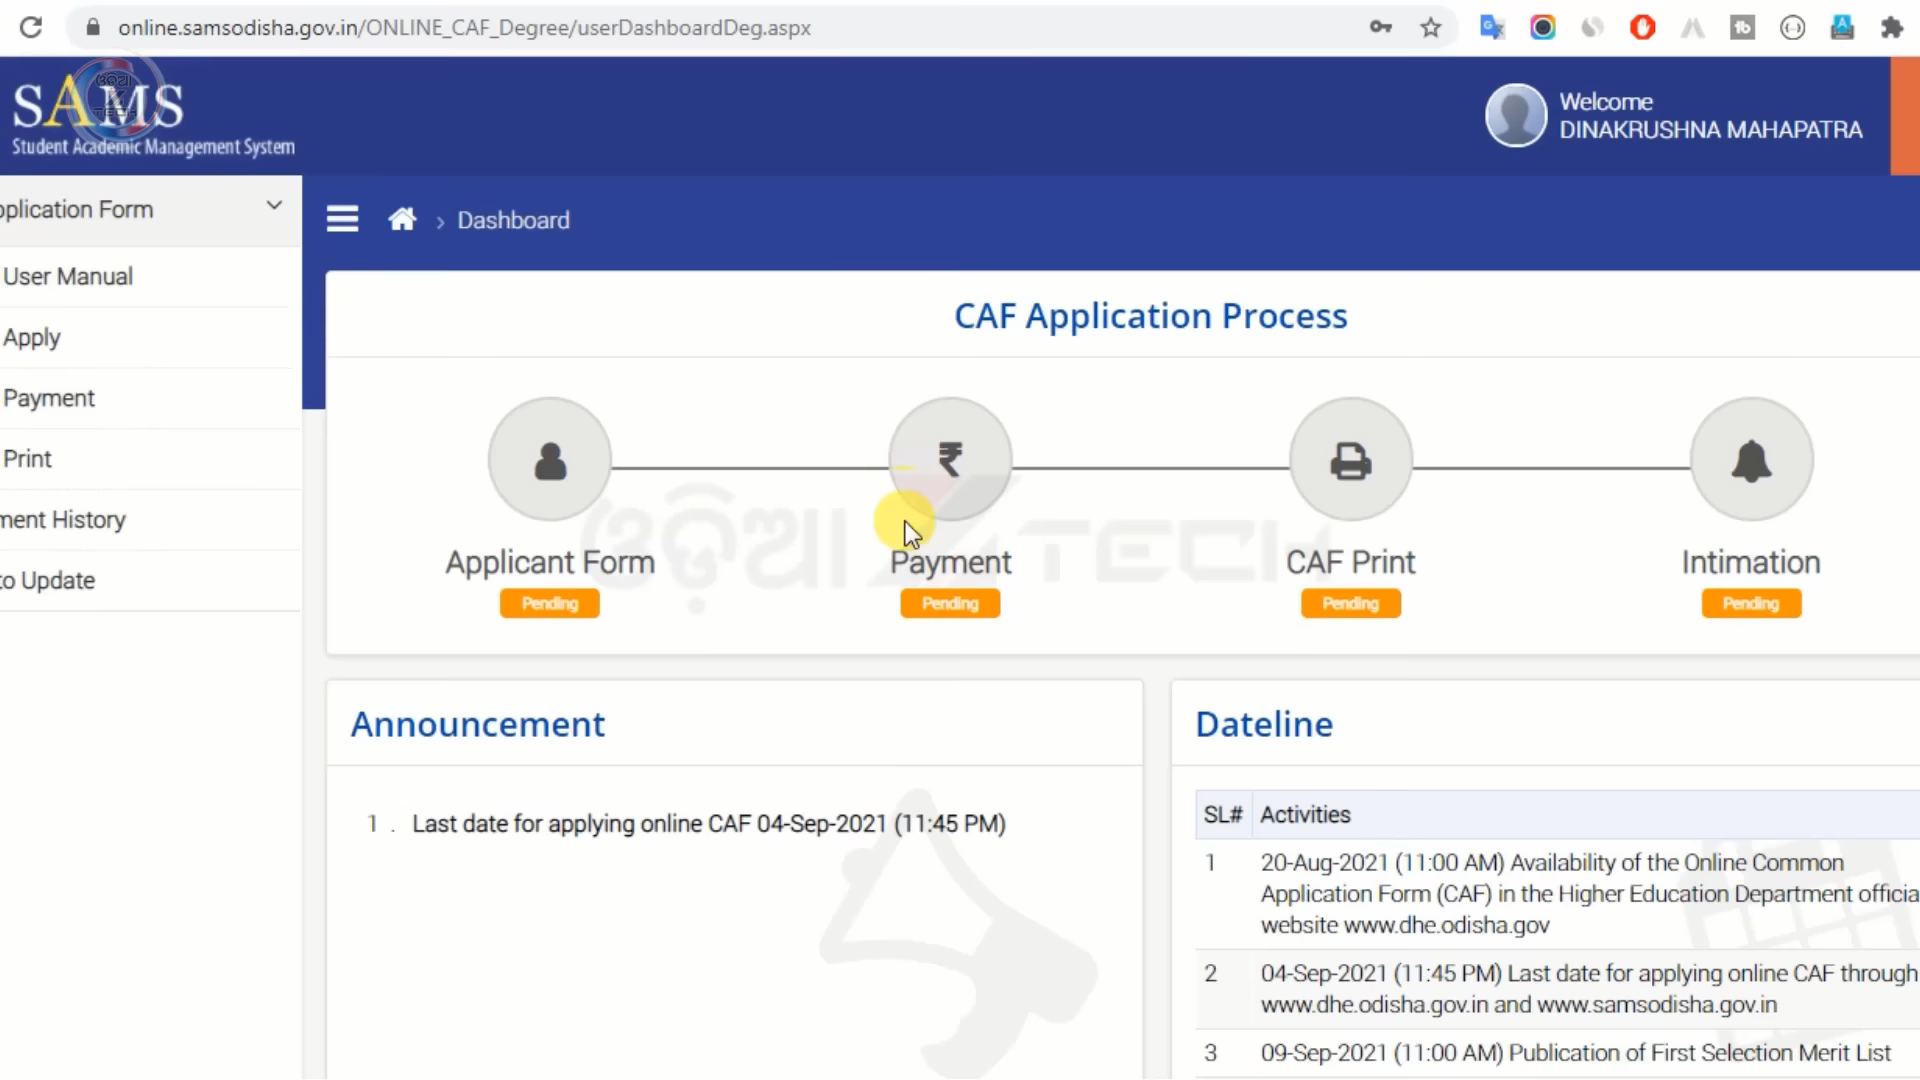 online.samsodisha.gov.in/ONLINE_CAF_Degree/userDashboardDeg.aspx
SAMS
Student Academic Management System
Welcome
DINAKRUSHNA MAHAPATRA
pplication Form
Dashboard
User Manual
Apply
Payment
Print
ment History
to Update
CAF Application Process
Applicant Form
Pending
Payment
Pending
CAF Print
Pending
Intimation
Pending
ଓଡ଼ିଆ TECH
Announcement
1 . Last date for applying online CAF 04-Sep-2021 (11:45 PM)
Dateline
SL# Activities
1 20-Aug-2021 (11:00 AM) Availability of the Online Common
Application Form (CAF) in the Higher Education Department officia
website www.dhe.odisha.gov
2 04-Sep-2021 (11:45 PM) Last date for applying online CAF through
www.dhe.odisha.gov.in and www.samsodisha.gov.in
3 09-Sep-2021 (11:00 AM) Publication of First Selection Merit List